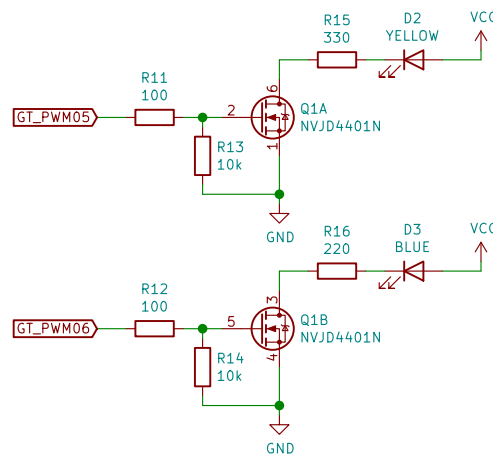 R15
330
D2
YELLOW
VCC
R11
100
GT_PWM05
2
6
1
Q1A
NVJD4401N
R13
10k
GND
R16
220
D3
BLUE
VCC
R12
100
GT_PWM06
5
3
4
Q1B
NVJD4401N
R14
10k
GND